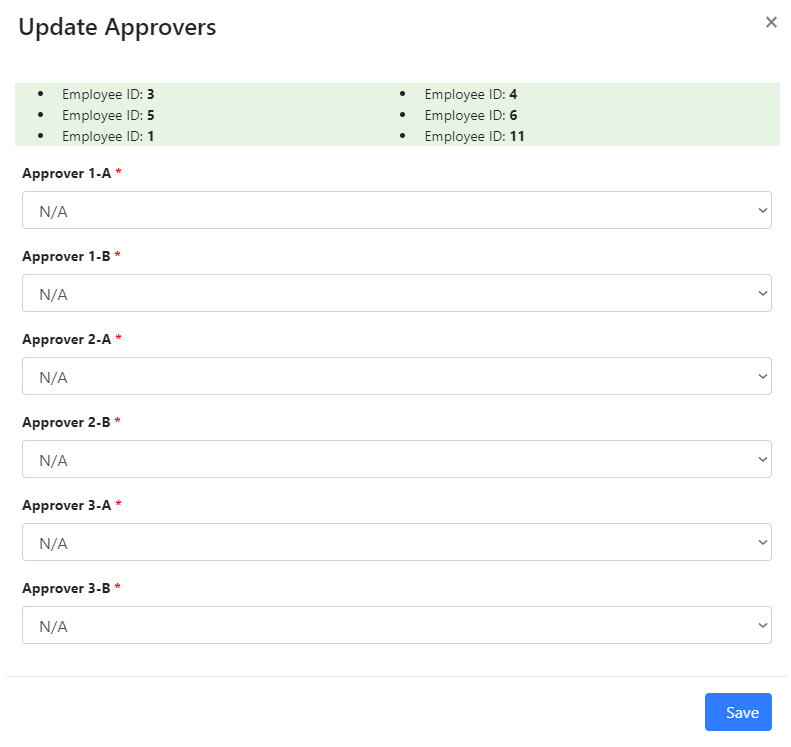 Update Approvers ×
• Employee ID: 3 • Employee ID: 4
• Employee ID: 5 • Employee ID: 6
• Employee ID: 1 • Employee ID: 11
Approver 1-A *
N/A
Approver 1-B *
N/A
Approver 2-A *
N/A
Approver 2-B *
N/A
Approver 3-A *
N/A
Approver 3-B *
N/A
Save